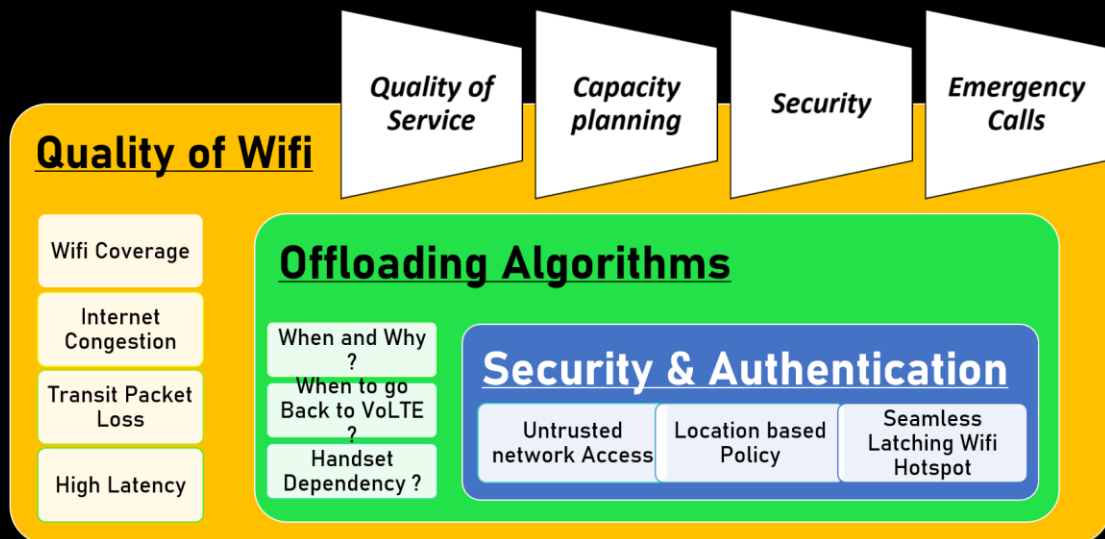 Quality of
Service
Capacity
planning
Security
Emergency
Calls
Quality of Wifi
Wifi Coverage
Internet
Congestion
Transit Packet
Loss
High Latency
Offloading Algorithms
When and Why
?
When to go
Back to VoLTE
?
Handset
Dependency ?
Security & Authentication
Untrusted
network Access
Location based
Policy
Seamless
Latching Wifi
Hotspot